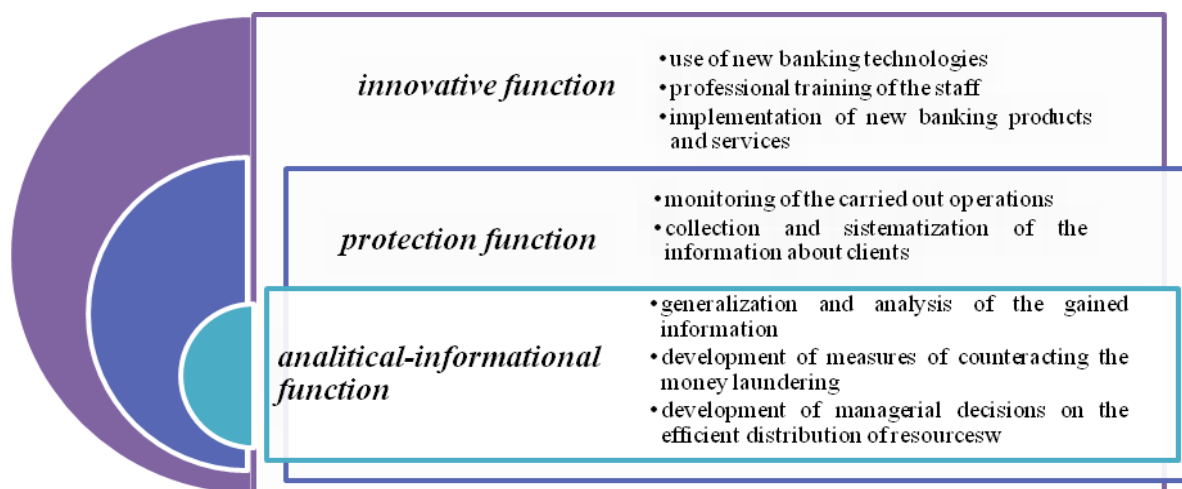 innovative function
•use of new banking technologies
•professional training of the staff
•implementation of new banking products
and services
protection function
•monitoring of the carried out operations
•collection and sistematization of the
information about clients
analitical-informational
function
•generalization and analysis of the gained
information
•development of measures of counteracting the
money laundering
•development of managerial decisions on the
efficient distribution of resourcesw